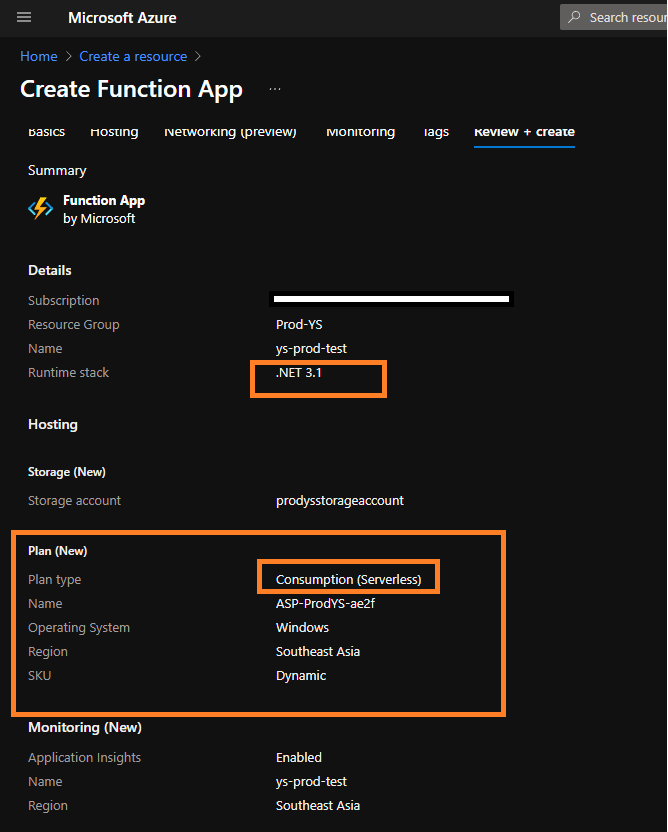 Microsoft Azure
Search resour
Home > Create a resource >
Create Function App ...
Basics Hosting Networking (preview) Monitoring Tags Review + create
Summary
Function App
by Microsoft
Details
Subscription
Resource Group Prod-YS
Name ys-prod-test
Runtime stack .NET 3.1
Hosting
Storage (New)
Storage account prodysstorageaccount
Plan (New)
Plan type Consumption (Serverless)
Name ASP-ProdYS-ae2f
Operating System Windows
Region Southeast Asia
SKU Dynamic
Monitoring (New)
Application Insights Enabled
Name ys-prod-test
Region Southeast Asia